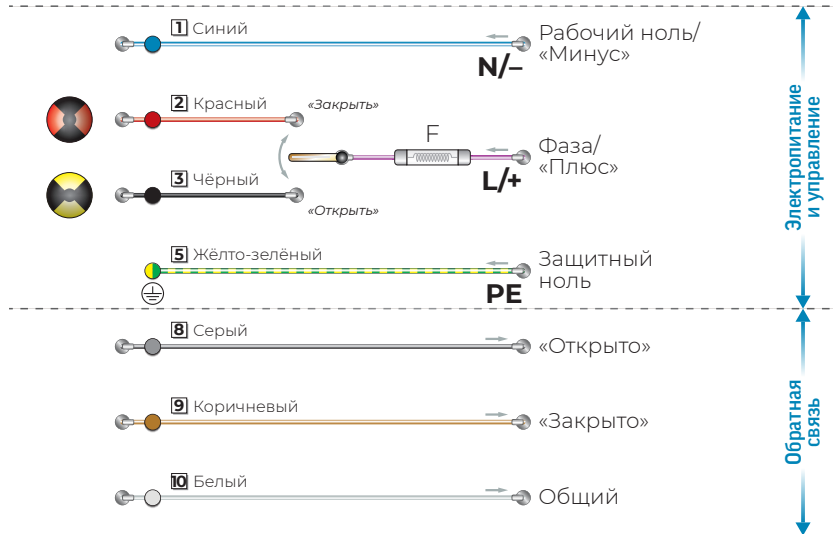 1 Синий
Рабочий ноль/
«Минус»
N/–
2 Красный
«Закрыть»
F
Фаза/
«Плюс»
L/+
3 Чёрный
«Открыть»
5 Жёлто-зелёный
Защитный
ноль
PE
Электропитание
и управление
8 Серый
«Открыто»
9 Коричневый
«Закрыто»
10 Белый
Общий
Обратная
связь